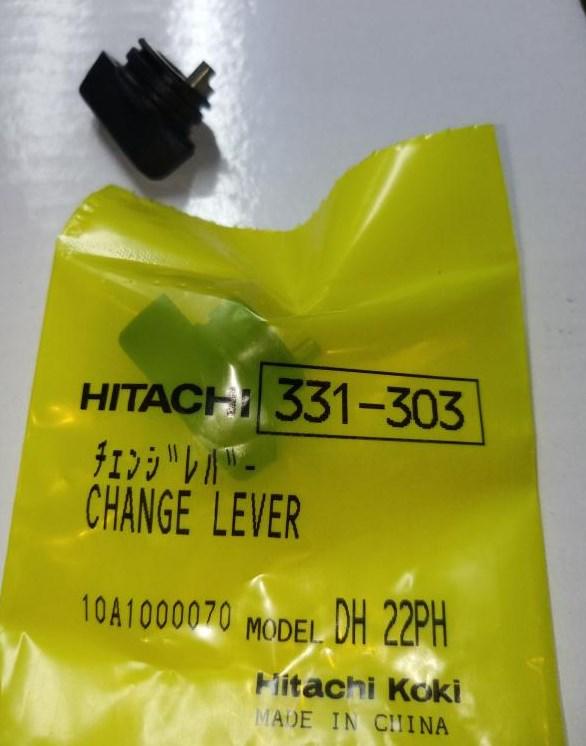 HITACHI 331-303
ﾁｪﾝｼﾞﾚﾊﾞｰ
CHANGE LEVER
10A1000070 MODEL DH 22PH
Hitachi Koki
MADE IN CHINA